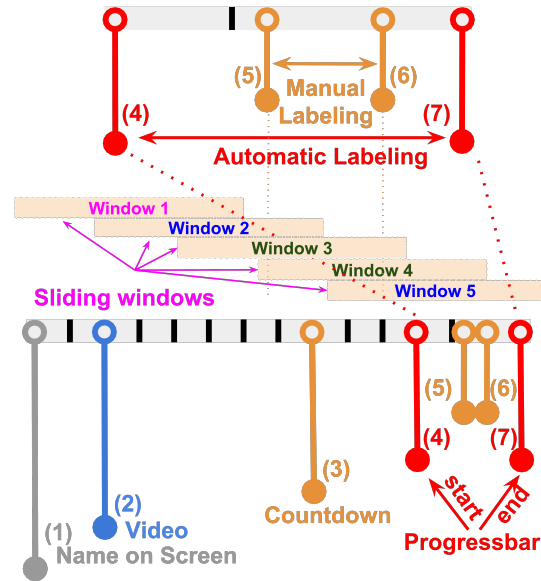 (5)
(6)
Manual
Labeling
(4)
(7)
Automatic Labeling
Window 1
Window 2
Window 3
Window 4
Sliding windows
Window 5
(5)
(6)
(4)
(7)
(3)
start
end
(2)
Countdown
Video
(1)
Progressbar
Name on Screen